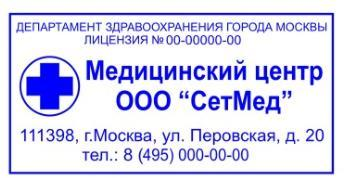 ДЕПАРТАМЕНТ ЗДРАВООХРАНЕНИЯ ГОРОДА МОСКВЫ
ЛИЦЕНЗИЯ № 00-00000-00
Медицинский центр
ООО “СетМед”
111398, г.Москва, ул. Перовская, д. 20
тел.: 8 (495) 000-00-00